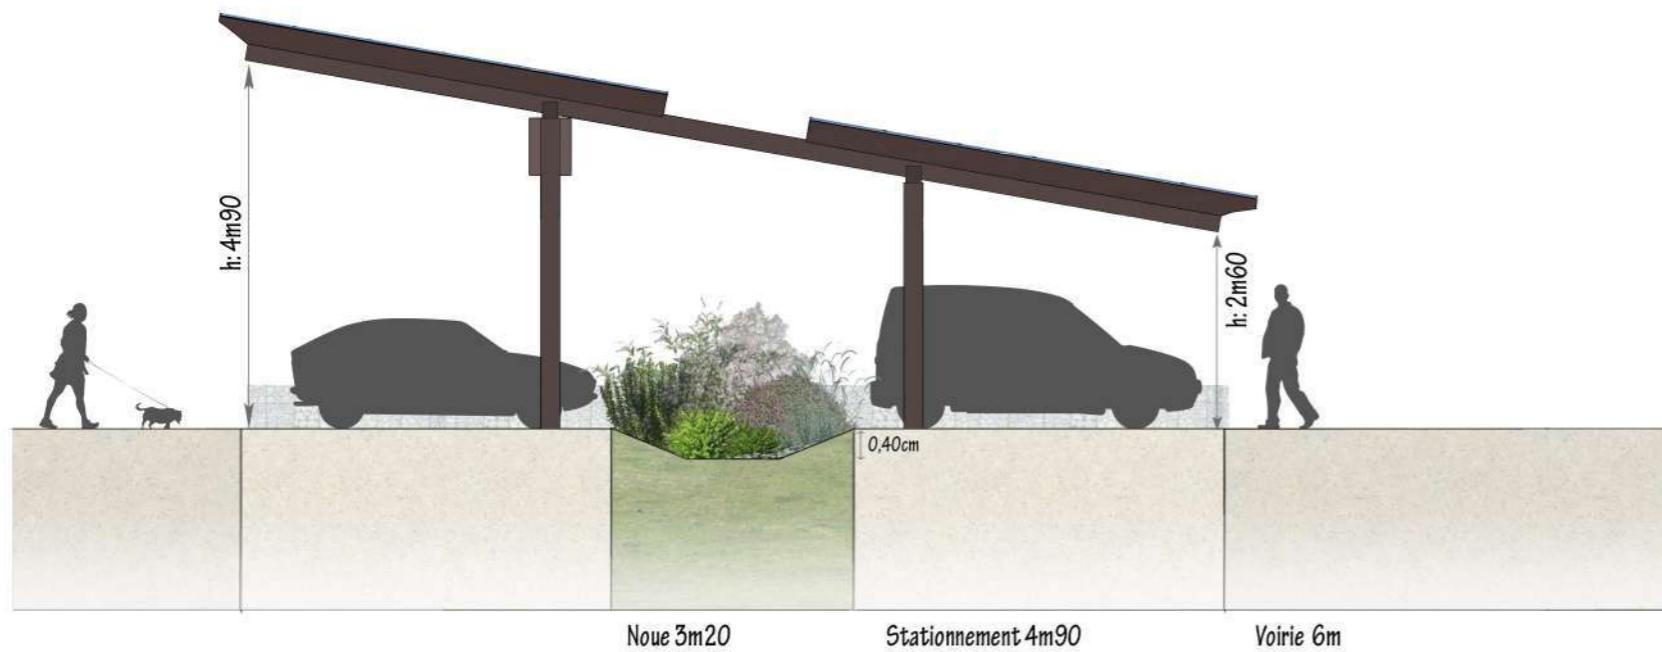 h: 4m90
h: 2m60
0,40cm
Noue 3m20
Stationnement 4m90
Voirie 6m